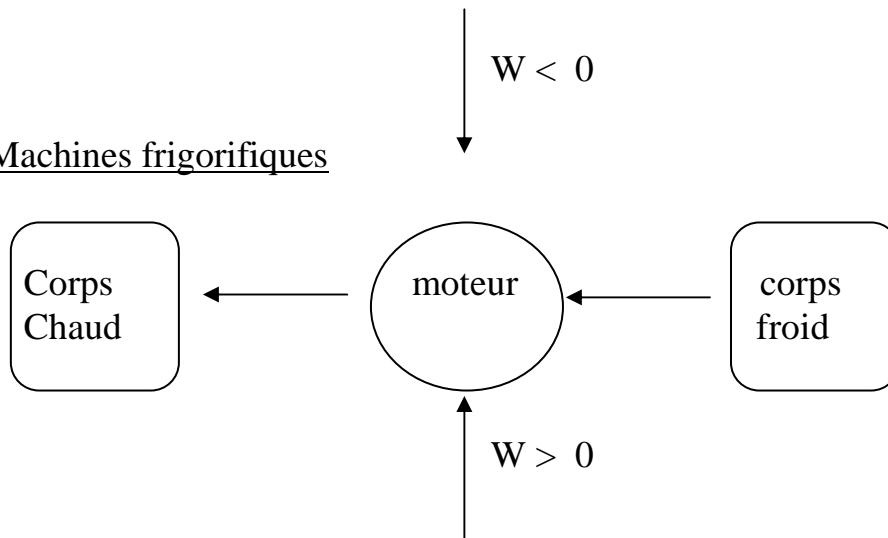 W < 0
Machines frigorifiques
Corps
Chaud
moteur
corps
froid
W > 0